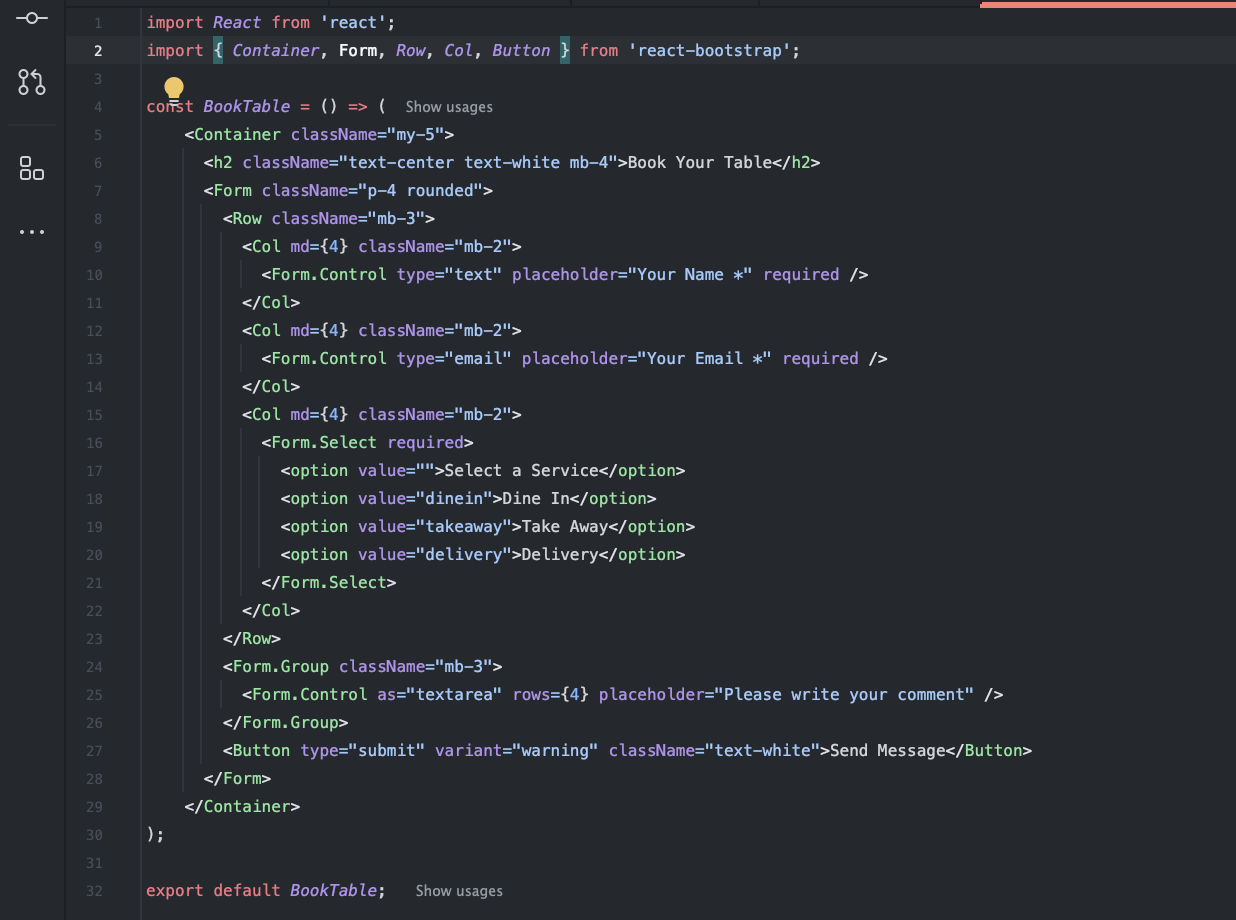 1 import React from 'react';
2 import { Container, Form, Row, Col, Button } from 'react-bootstrap';
3
4 const BookTable = () => ( Show usages
5 <Container className="my-5">
6 <h2 className="text-center text-white mb-4">Book Your Table</h2>
7 <Form className="p-4 rounded">
8 <Row className="mb-3">
9 <Col md={4} className="mb-2">
10 <Form.Control type="text" placeholder="Your Name *" required />
11 </Col>
12 <Col md={4} className="mb-2">
13 <Form.Control type="email" placeholder="Your Email *" required />
14 </Col>
15 <Col md={4} className="mb-2">
16 <Form.Select required>
17 <option value="">Select a Service</option>
18 <option value="dinein">Dine In</option>
19 <option value="takeaway">Take Away</option>
20 <option value="delivery">Delivery</option>
21 </Form.Select>
22 </Col>
23 </Row>
24 <Form.Group className="mb-3">
25 <Form.Control as="textarea" rows={4} placeholder="Please write your comment" />
26 </Form.Group>
27 <Button type="submit" variant="warning" className="text-white">Send Message</Button>
28 </Form>
29 </Container>
30 );
31
32 export default BookTable; Show usages